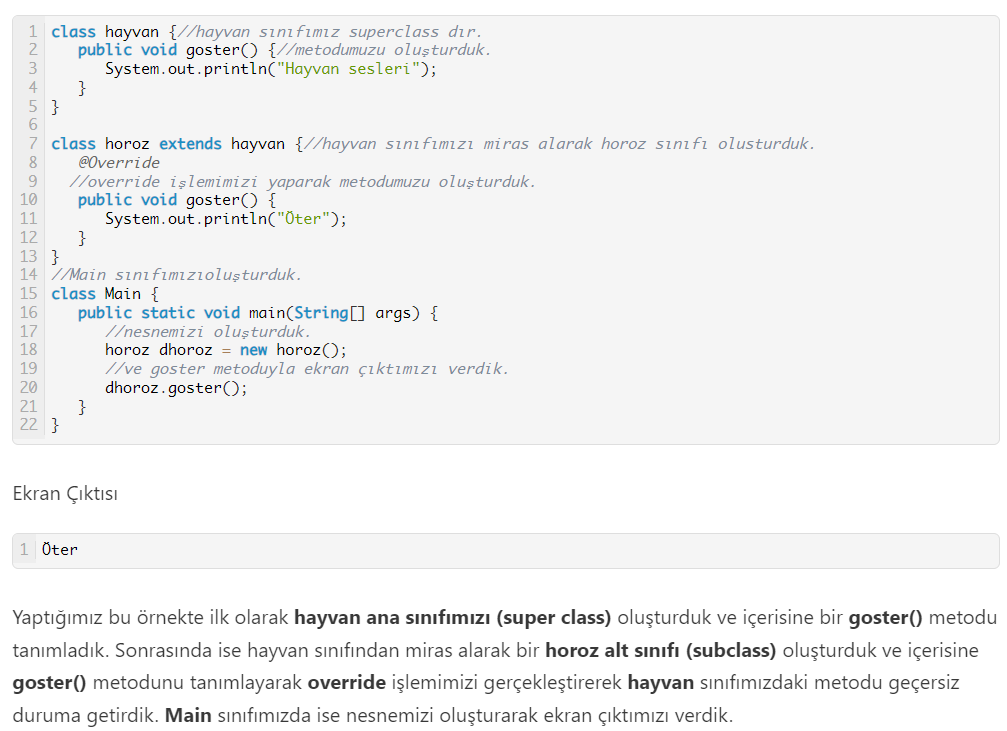 1 class hayvan {//hayvan sınıfımız superclass dır.
2    public void goster() {//metodumuzu oluşturduk.
3       System.out.println("Hayvan sesleri");
4    }
5 }
6
7 class horoz extends hayvan {//hayvan sınıfımızı miras alarak horoz sınıfı olusturduk.
8    @Override
9   //override işlemimizi yaparak metodumuzu oluşturduk.
10    public void goster() {
11       System.out.println("Öter");
12    }
13 }
14 //Main sınıfımızıoluşturduk.
15 class Main {
16    public static void main(String[] args) {
17       //nesnemizi oluşturduk.
18       horoz dhoroz = new horoz();
19       //ve goster metoduyla ekran çıktımızı verdik.
20       dhoroz.goster();
21    }
22 }
Ekran Çıktısı
1 Öter
Yaptığımız bu örnekte ilk olarak hayvan ana sınıfımızı (super class) oluşturduk ve içerisine bir goster() metodu
tanımladık. Sonrasında ise hayvan sınıfından miras alarak bir horoz alt sınıfı (subclass) oluşturduk ve içerisine
goster() metodunu tanımlayarak override işlemimizi gerçekleştirerek hayvan sınıfımızdaki metodu geçersiz
duruma getirdik. Main sınıfımızda ise nesnemizi oluşturarak ekran çıktımızı verdik.